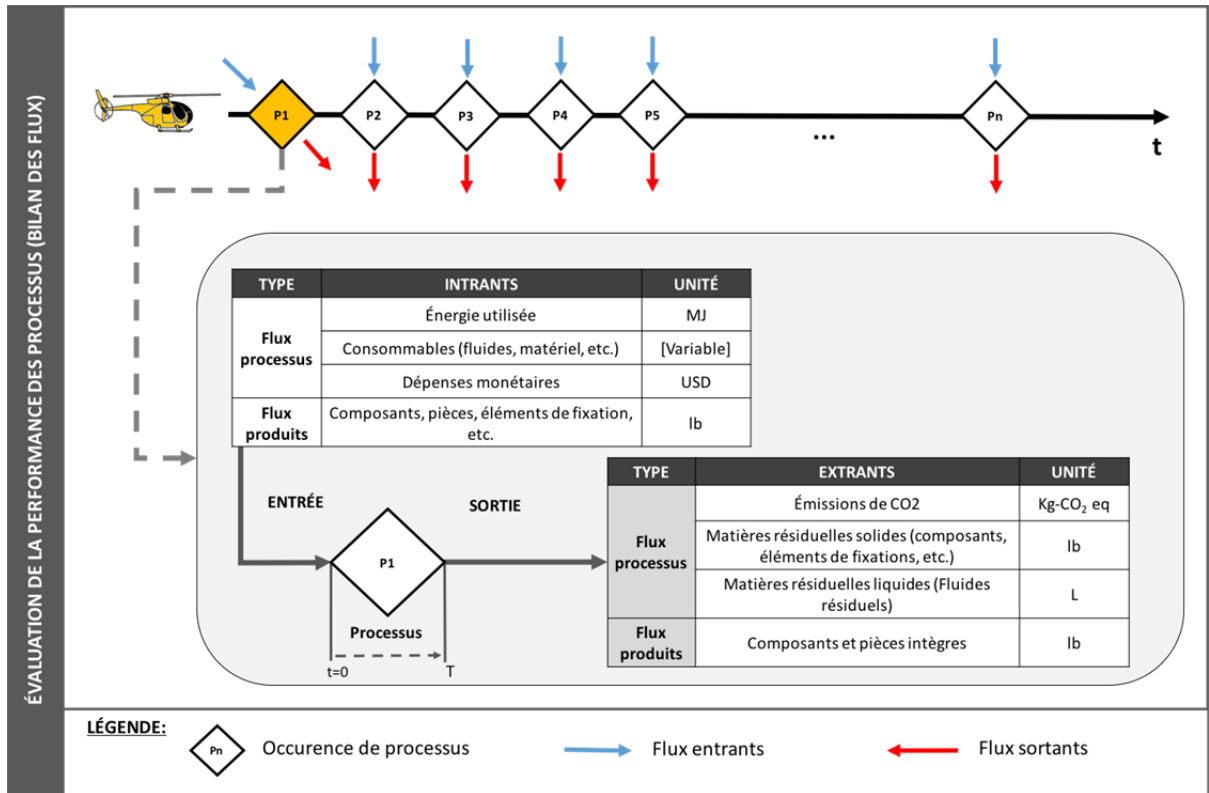 ÉVALUATION DE LA PERFORMANCE DES PROCESSUS (BILAN DES FLUX)
P1
P2
P3
P4
P5
...
Pn
t
TYPE
INTRANTS
UNITÉ
Flux
processus
Énergie utilisée
MJ
Consommables (fluides, matériel, etc.)
[Variable]
Dépenses monétaires
USD
Flux
produits
Composants, pièces, éléments de fixation,
etc.
lb
ENTRÉE
SORTIE
P1
Processus
t=0
T
TYPE
EXTRANTS
UNITÉ
Flux
processus
Émissions de CO2
Kg-CO₂ eq
Matières résiduelles solides (composants,
éléments de fixations, etc.)
lb
Matières résiduelles liquides (Fluides
résiduels)
L
Flux
produits
Composants et pièces intègres
lb
LÉGENDE:
Pn
Occurence de processus
Flux entrants
Flux sortants